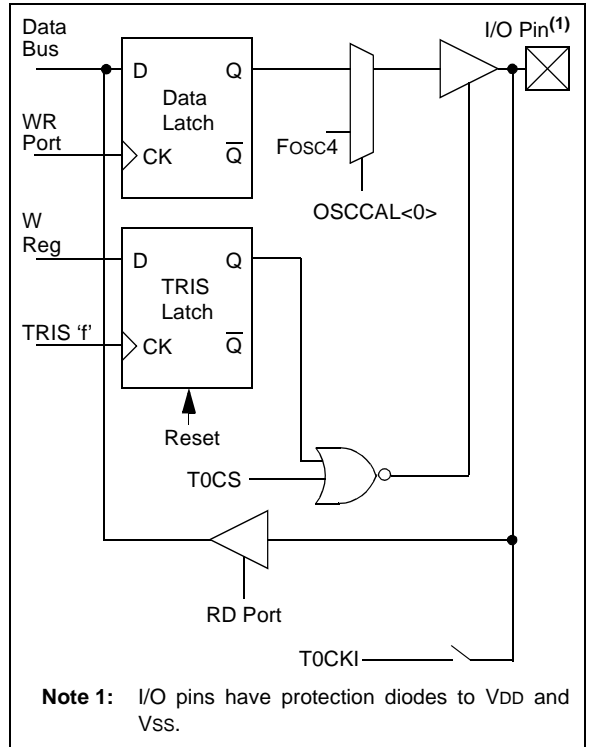 Data
Bus
I/O Pin(1)
D
Q
Data
Latch
WR
Port
CK
Q
FOSC4
OSCCAL<0>
W
Reg
D
Q
TRIS
Latch
TRIS ‘f’
CK
Q
Reset
T0CS
RD Port
T0CKI
Note 1: I/O pins have protection diodes to VDD and
VSS.